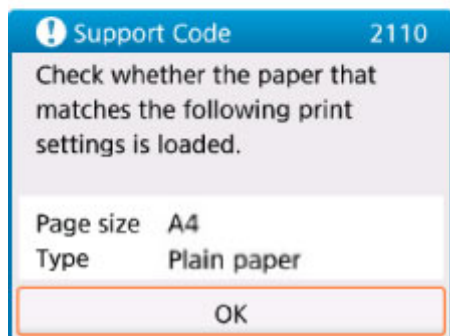 Support Code 2110
Check whether the paper that
matches the following print
settings is loaded.
Page size A4
Type Plain paper
OK